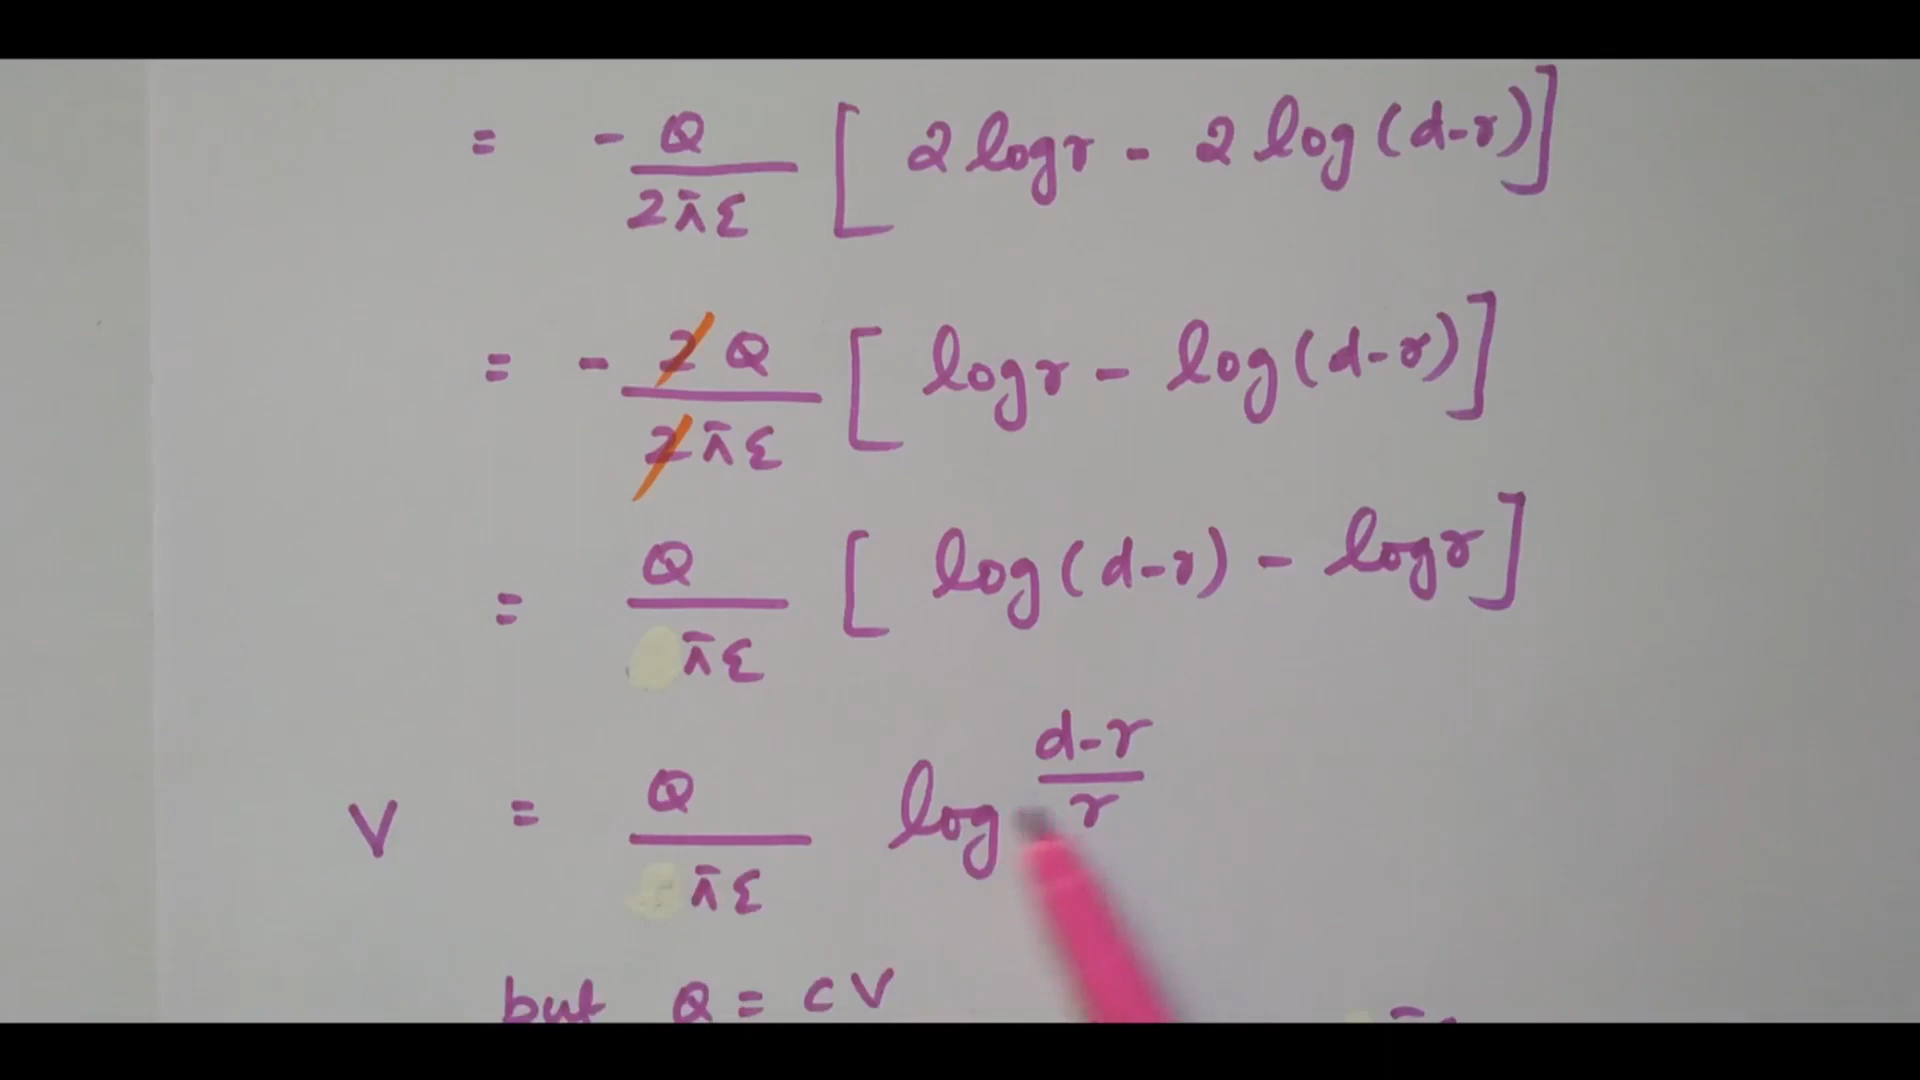 = - Q / 2πε [ 2 log r - 2 log (d-r) ]
= - 2Q / 2πε [ log r - log (d-r) ]
= Q / πε [ log (d-r) - log r ]
V = Q / πε log d-r / r
but Q = CV